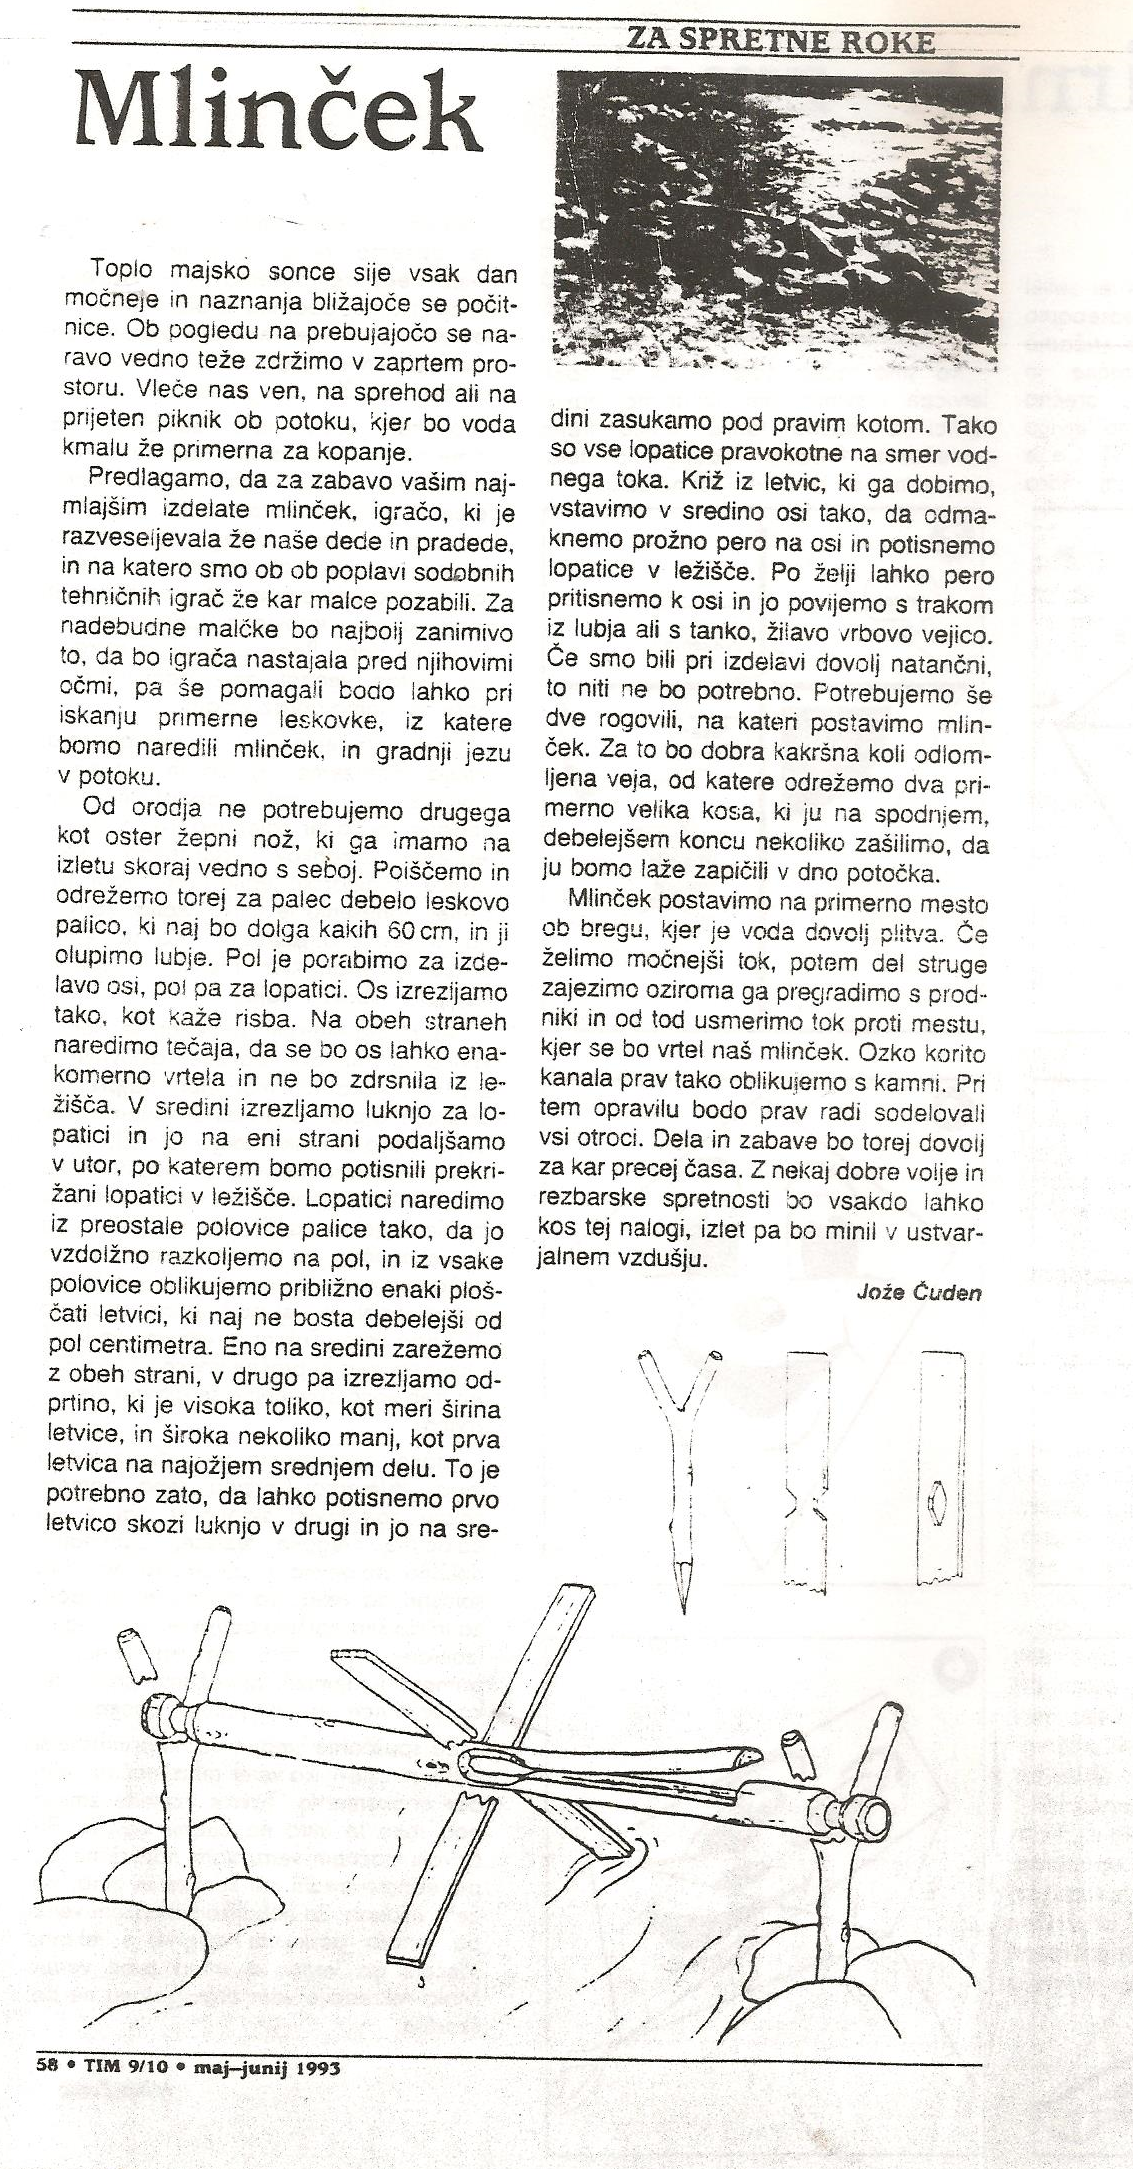 ZA SPRETNE ROKE
Mlinček
Toplo majsko sonce sije vsak dan
močneje in naznanja bližajoče se počit-
nice. Ob pogledu na prebujajočo se na-
ravo vedno teže zdržimo v zaprtem pro-
storu. Vleče nas ven, na sprehod ali na
prijeten piknik ob potoku, kjer bo voda
kmalu že primerna za kopanje.
Predlagamo, da za zabavo vašim naj-
mlajšim izdelate mlinček, igračo, ki je
razveseljevala že naše dede in pradede,
in na katero smo ob ob poplavi sodobnih
tehničnih igrač že kar malce pozabili. Za
nadebudne malčke bo najbolj zanimivo
to, da bo igrača nastajala pred njihovimi
očmi, pa še pomagali bodo lahko pri
iskanju primerne leskovke, iz katere
bomo naredili mlinček, in gradnji jezu
v potoku.
Od orodja ne potrebujemo drugega
kot oster žepni nož, ki ga imamo na
izletu skoraj vedno s seboj. Poiščemo in
odrežemo torej za palec debelo leskovo
palico, ki naj bo dolga kakih 60 cm, in ji
olupimo lubje. Pol je porabimo za izde-
lavo osi, pol pa za lopatici. Os izrezljamo
tako, kot kaže risba. Na obeh straneh
naredimo tečaja, da se bo os lahko ena-
komerno vrtela in ne bo zdrsnila iz le-
žišča. V sredini izrezljamo luknjo za lo-
patici in jo na eni strani podaljšamo
v utor, po katerem bomo potisnili prekri-
žani lopatici v ležišče. Lopatici naredimo
iz preostale polovice palice tako, da jo
vzdolžno razkoljemo na pol, in iz vsake
polovice oblikujemo približno enaki ploš-
čati letvici, ki naj ne bosta debelejši od
pol centimetra. Eno na sredini zarežemo
z obeh strani, v drugo pa izrezljamo od-
prtino, ki je visoka toliko, kot meri širina
letvice, in široka nekoliko manj, kot prva
letvica na najožjem srednjem delu. To je
potrebno zato, da lahko potisnemo prvo
letvico skozi luknjo v drugi in jo na sre-
dini zasukamo pod pravim kotom. Tako
so vse lopatice pravokotne na smer vod-
nega toka. Križ iz letvic, ki ga dobimo,
vstavimo v sredino osi tako, da odma-
knemo prožno pero na osi in potisnemo
lopatice v ležišče. Po želji lahko pero
pritisnemo k osi in jo povijemo s trakom
iz lubja ali s tanko, žilavo vrbovo vejico.
Če smo bili pri izdelavi dovolj natančni,
to niti ne bo potrebno. Potrebujemo še
dve rogovili, na kateri postavimo mlin-
ček. Za to bo dobra kakršna koli odlom-
ljena veja, od katere odrežemo dva pri-
merno velika kosa, ki ju na spodnjem,
debelejšem koncu nekoliko zašilimo, da
ju bomo laže zapičili v dno potočka.
Mlinček postavimo na primerno mesto
ob bregu, kjer je voda dovolj plitva. Če
želimo močnejši tok, potem del struge
zajezimo oziroma ga pregradimo s prod-
niki in od tod usmerimo tok proti mestu,
kjer se bo vrtel naš mlinček. Ozko korito
kanala prav tako oblikujemo s kamni. Pri
tem opravilu bodo prav radi sodelovali
vsi otroci. Dela in zabave bo torej dovolj
za kar precej časa. Z nekaj dobre volje in
rezbarske spretnosti bo vsakdo lahko
kos tej nalogi, izlet pa bo minil v ustvar-
jalnem vzdušju.
Jože Čuden
58 • TIM 9/10 • maj–junij 1993